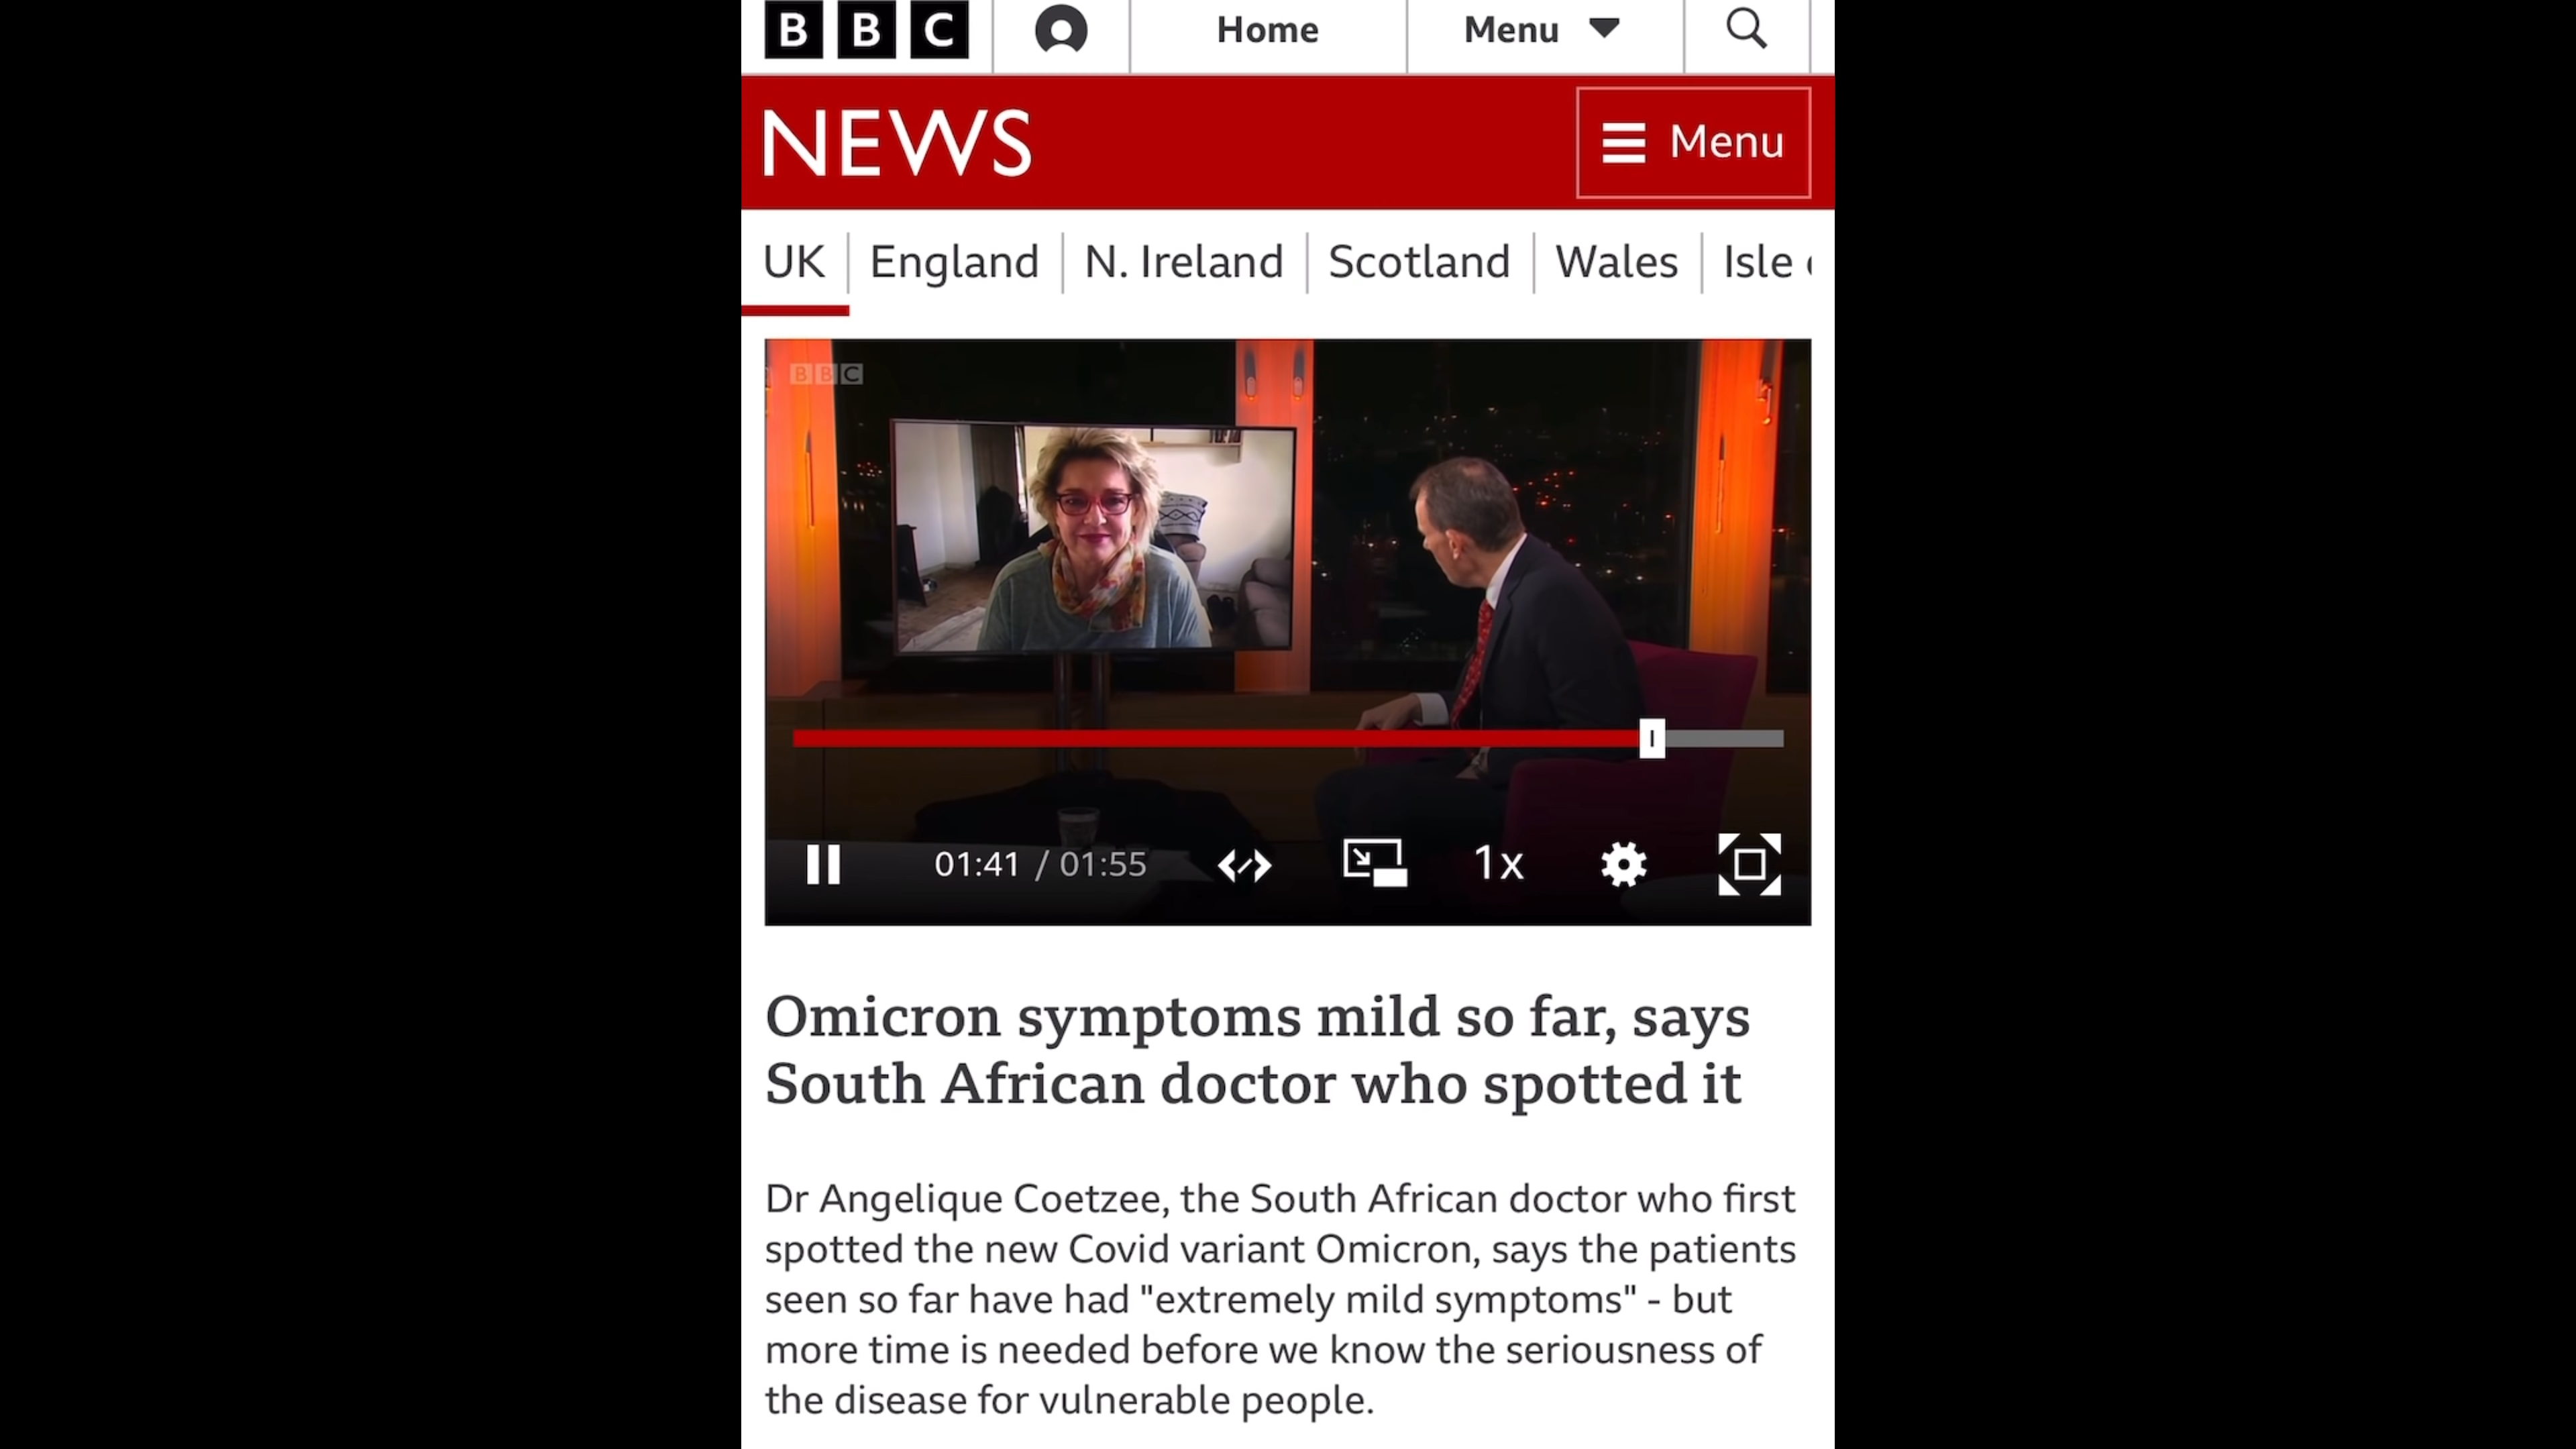 BBC Home Menu
NEWS Menu
UK England N. Ireland Scotland Wales Isle
BBC
01:41 / 01:55 1x
Omicron symptoms mild so far, says
South African doctor who spotted it
Dr Angelique Coetzee, the South African doctor who first
spotted the new Covid variant Omicron, says the patients
seen so far have had "extremely mild symptoms" - but
more time is needed before we know the seriousness of
the disease for vulnerable people.